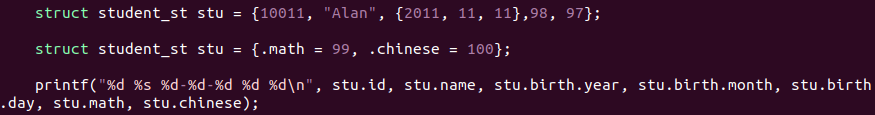 struct student_st stu = {10011, "Alan", {2011, 11, 11},98, 97};
struct student_st stu = {.math = 99, .chinese = 100};
printf("%d %s %d-%d-%d %d %d\n", stu.id, stu.name, stu.birth.year, stu.birth.month, stu.birth
.day, stu.math, stu.chinese);